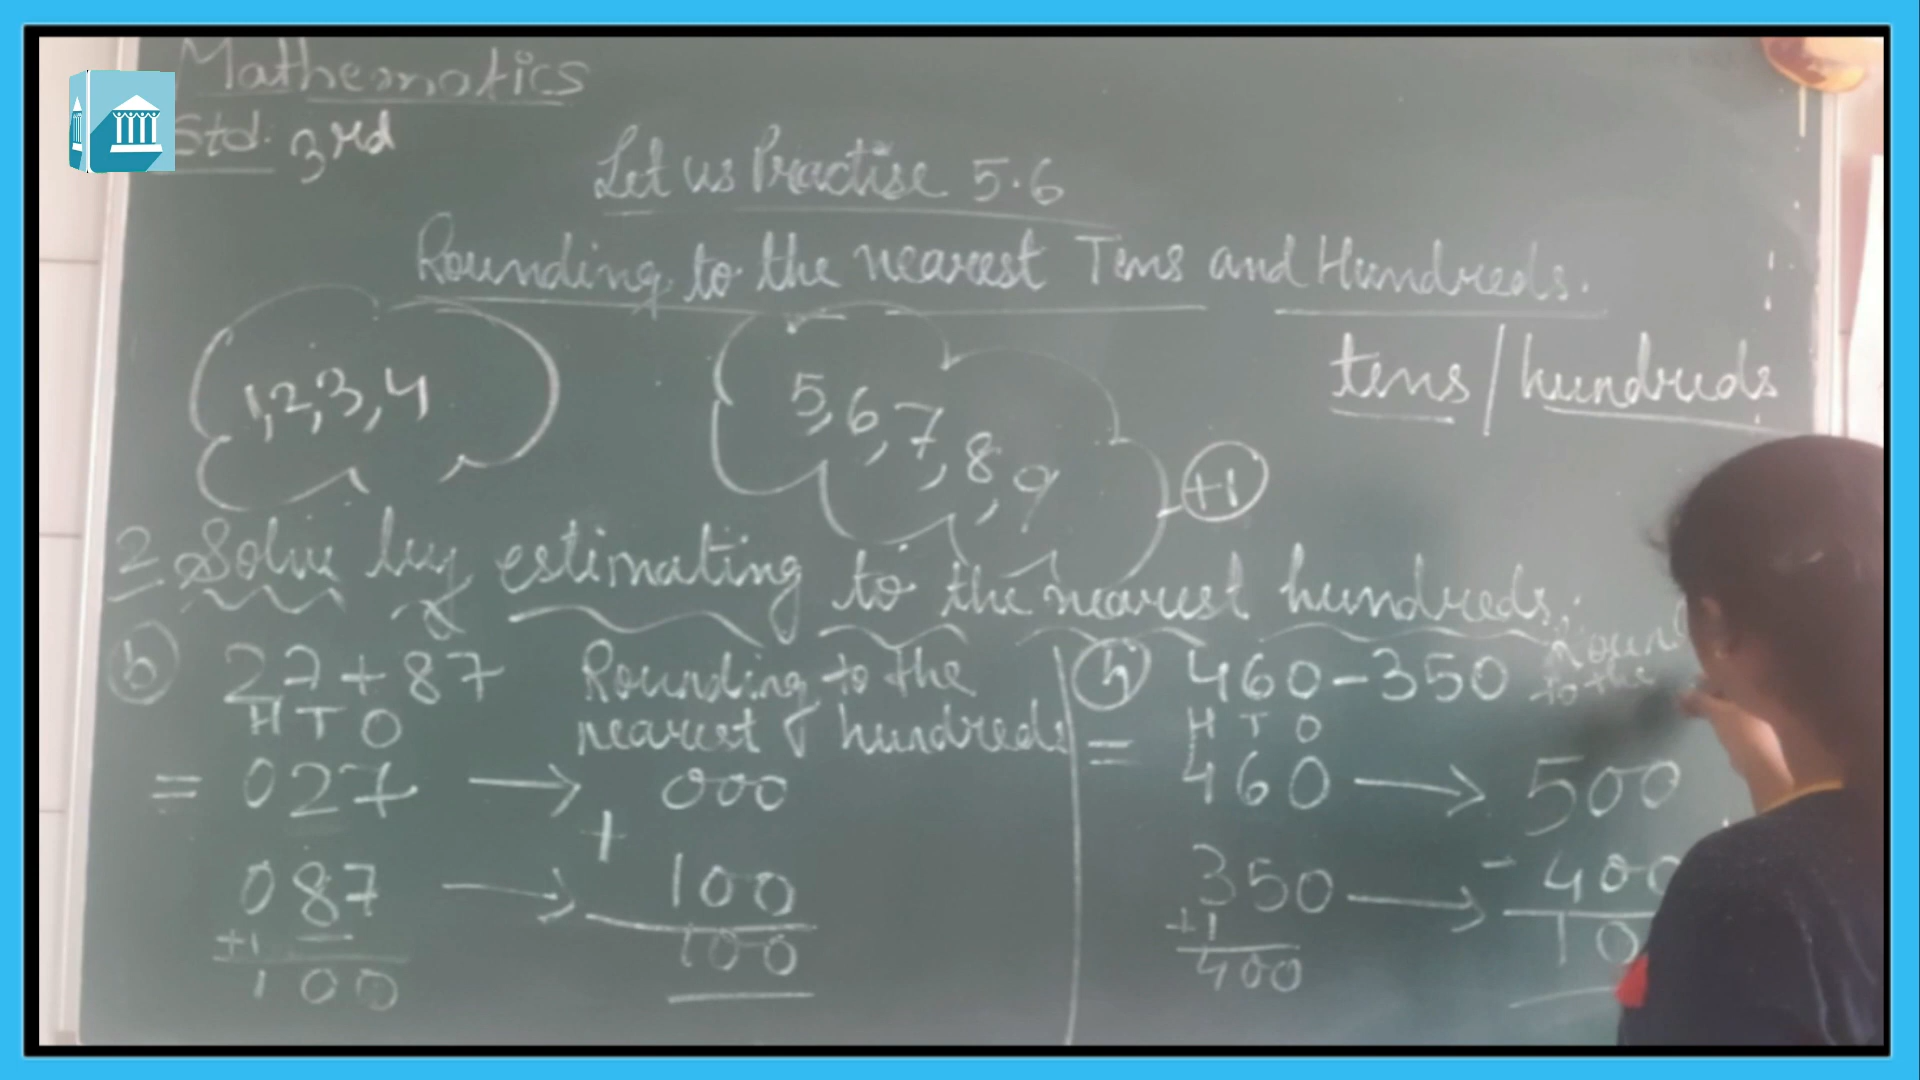 Mathematics
Std. 3rd
Let us Practise 5.6
Rounding to the nearest Tens and Hundreds.
1,2,3,4
5,6,7,8,9
+1
tens/hundreds
2. Solve by estimating to the nearest hundreds.
b 27+87
Rounding to the
nearest hundreds
H T O
= 027 → 000
+
087 → 100
+1
100
100
h 460-350
to the
H T O
= 460 → 500
350 → - 400
+1
400
10